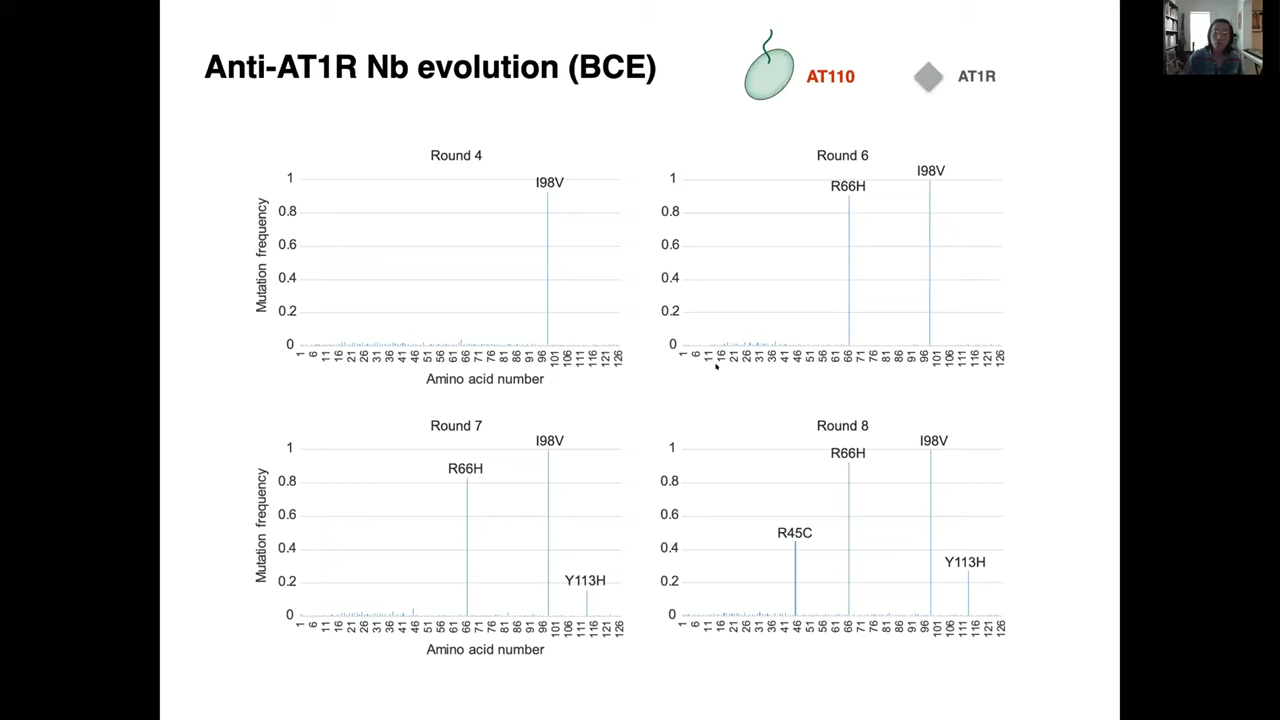 Anti-AT1R Nb evolution (BCE)
AT110
AT1R
Round 4
Mutation frequency
1
0.8
0.6
0.4
0.2
0
I98V
1 6 11 16 21 26 31 36 41 46 51 56 61 66 71 76 81 86 91 96 101 106 111 116 121 126
Amino acid number
Round 6
1
0.8
0.6
0.4
0.2
0
R66H
I98V
1 6 11 16 21 26 31 36 41 46 51 56 61 66 71 76 81 86 91 96 101 106 111 116 121 126
Round 7
Mutation frequency
1
0.8
0.6
0.4
0.2
0
R66H
I98V
Y113H
1 6 11 16 21 26 31 36 41 46 51 56 61 66 71 76 81 86 91 96 101 106 111 116 121 126
Amino acid number
Round 8
1
0.8
0.6
0.4
0.2
0
R45C
R66H
I98V
Y113H
1 6 11 16 21 26 31 36 41 46 51 56 61 66 71 76 81 86 91 96 101 106 111 116 121 126